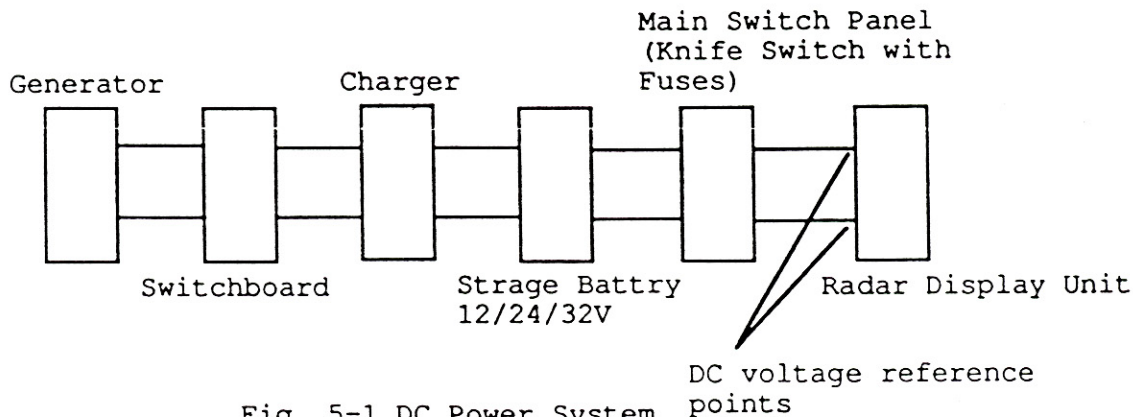 Main Switch Panel
(Knife Switch with
Fuses)
Generator
Charger
Switchboard
Strage Battry
12/24/32V
Radar Display Unit
DC voltage reference
points
Fig. 5-1 DC Power System